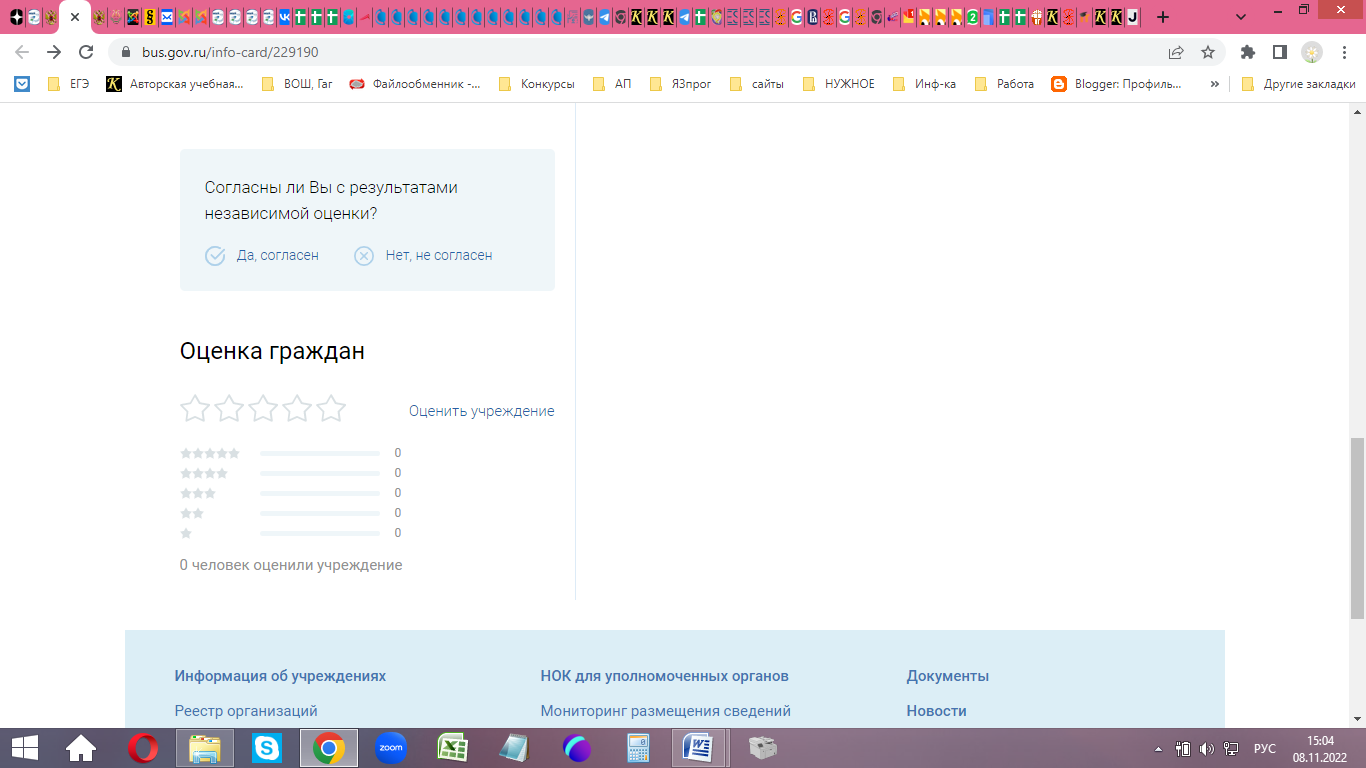 bus.gov.ru/info-card/229190
ЕГЭ
Авторская учебная...
ВОШ, Гаг
Файлообменник -...
Конкурсы
АП
ЯЗпрог
сайты
НУЖНОЕ
Инф-ка
Работа
Blogger: Профиль...
»
Другие закладки
Согласны ли Вы с результатами
независимой оценки?
Да, согласен
Нет, не согласен
Оценка граждан
Оценить учреждение
0
0
0
0
0
0 человек оценили учреждение
Информация об учреждениях
НОК для уполномоченных органов
Документы
Реестр организаций
Мониторинг размещения сведений
Новости
zoom
РУС
15:04
08.11.2022